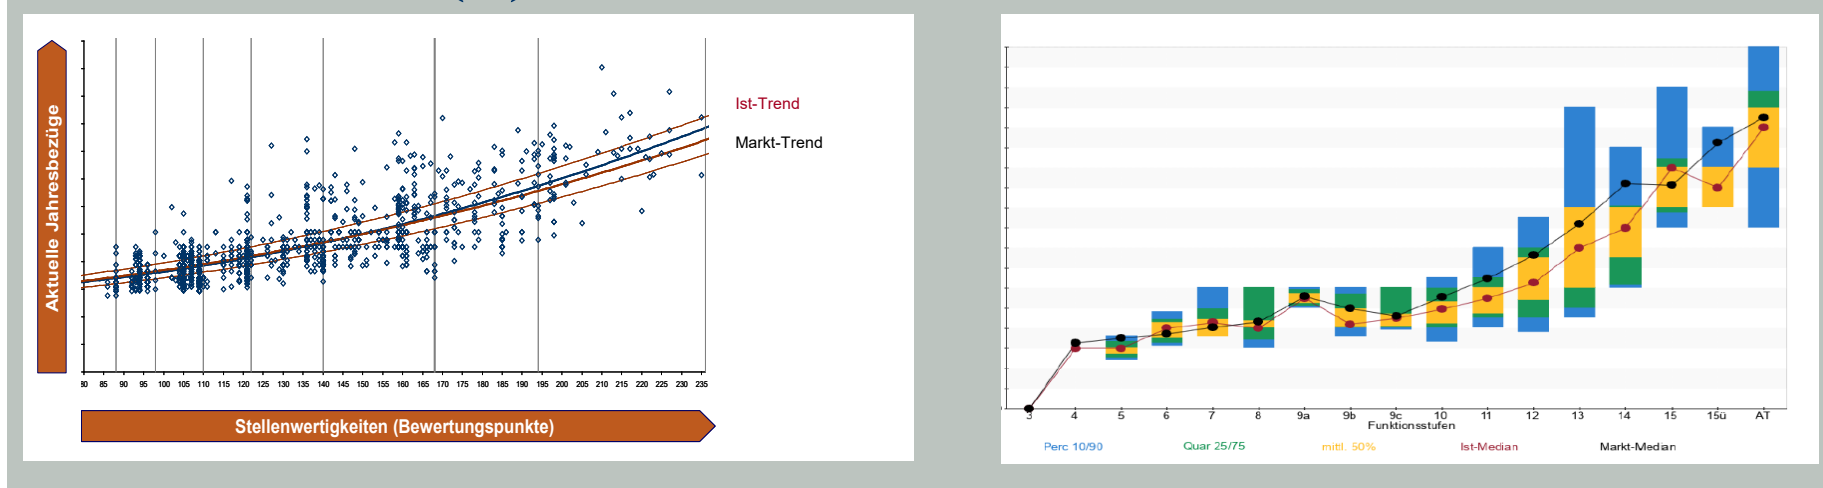 Aktuelle Jahresbezüge
Ist-Trend
Markt-Trend
80 85 90 95 100 105 110 115 120 125 130 135 140 145 150 155 160 165 170 175 180 185 190 195 200 205 210 215 220 225 230 235
Stellenwertigkeiten (Bewertungspunkte)
3 4 5 6 7 8 9a 9b 9c 10 11 12 13 14 15 15ü AT
Funktionsstufen
Perc 10/90 Quar 25/75 mittl. 50% Ist-Median Markt-Median